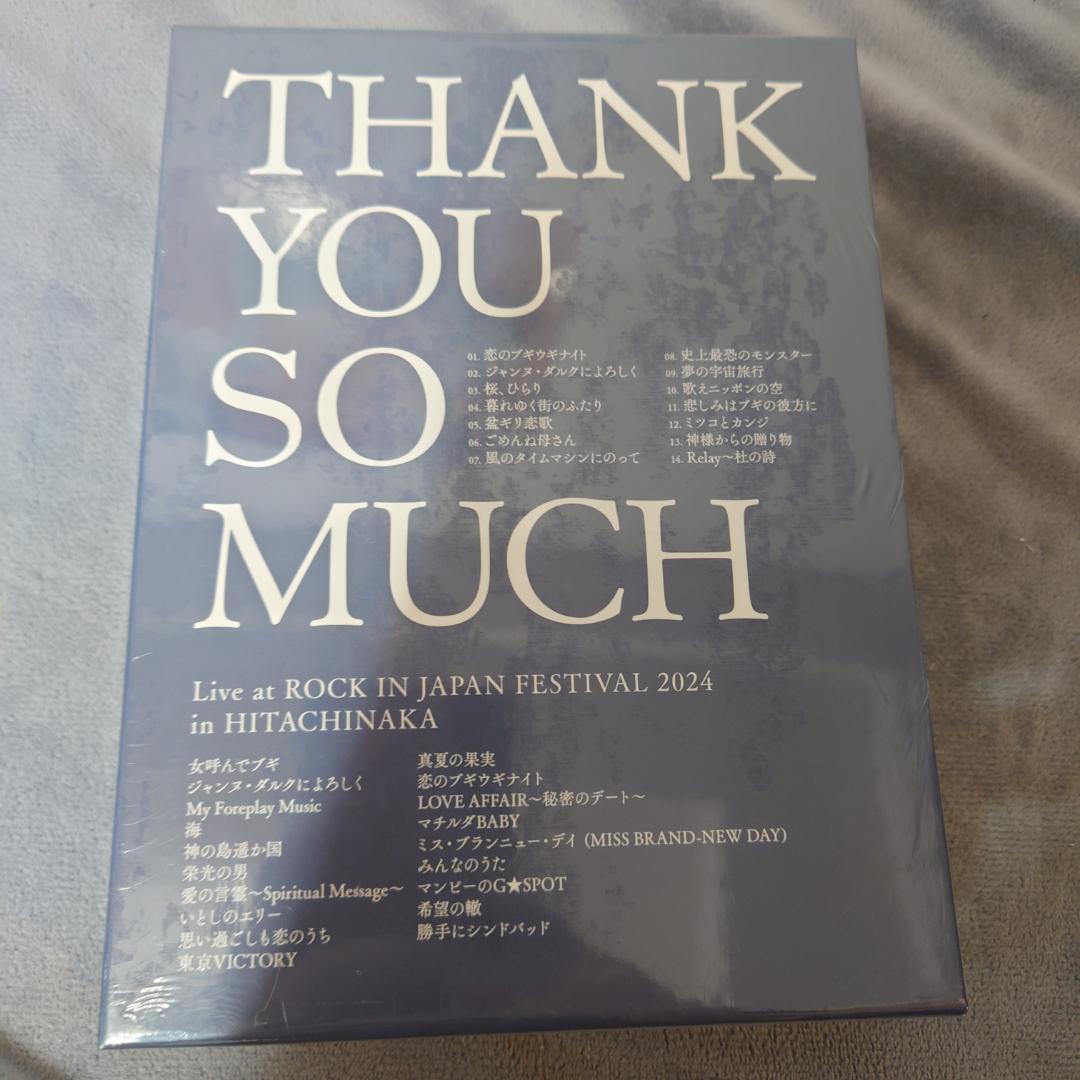 THANK
YOU
SO
MUCH
01. 恋のブギウギナイト
02. ジャンヌ・ダルクによろしく
03. 桜、ひらり
04. 暮れゆく街のふたり
05. 盆ギリ恋歌
06. ごめんね母さん
07. 風のタイムマシンにのって
08. 史上最恐のモンスター
09. 夢の宇宙旅行
10. 歌えニッポンの空
11. 悲しみはブギの彼方に
12. ミツコとカンジ
13. 神様からの贈り物
14. Relay〜杜の詩
Live at ROCK IN JAPAN FESTIVAL 2024
in HITACHINAKA
女呼んでブギ
ジャンヌ・ダルクによろしく
My Foreplay Music
海
神の島遥か国
栄光の男
愛の言霊〜Spiritual Message〜
いとしのエリー
思い過ごしも恋のうち
東京VICTORY
真夏の果実
恋のブギウギナイト
LOVE AFFAIR〜秘密のデート〜
マチルダBABY
ミス・ブランニュー・デイ (MISS BRAND-NEW DAY)
みんなのうた
マンピーのG★SPOT
希望の轍
勝手にシンドバッド